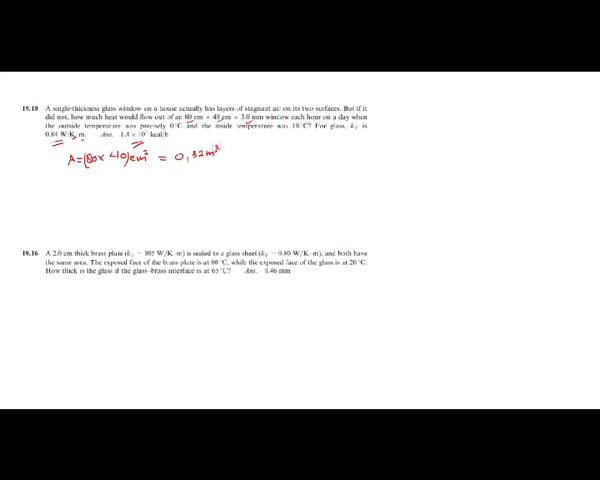 19.10 A single-thickness glass window on a house actually has layers of stagnant air on its two surfaces. But if it
did not, how much heat would flow out of an 80 cm × 40 cm × 3.0 mm window each hour on a day when
the outside temperature was precisely 0 °C and the inside temperature was 18 °C? For glass, kT is
0.84 W/K · m. Ans. 1.4 × 10³ kcal/h
A = (80 x 40) cm² = 0,32 m²
19.16 A 2.0 cm thick brass plate (kT = 105 W/K · m) is sealed to a glass sheet (kT = 0.80 W/K · m), and both have
the same area. The exposed face of the brass plate is at 80 °C, while the exposed face of the glass is at 20 °C.
How thick is the glass if the glass–brass interface is at 65 °C? Ans. 0.46 mm